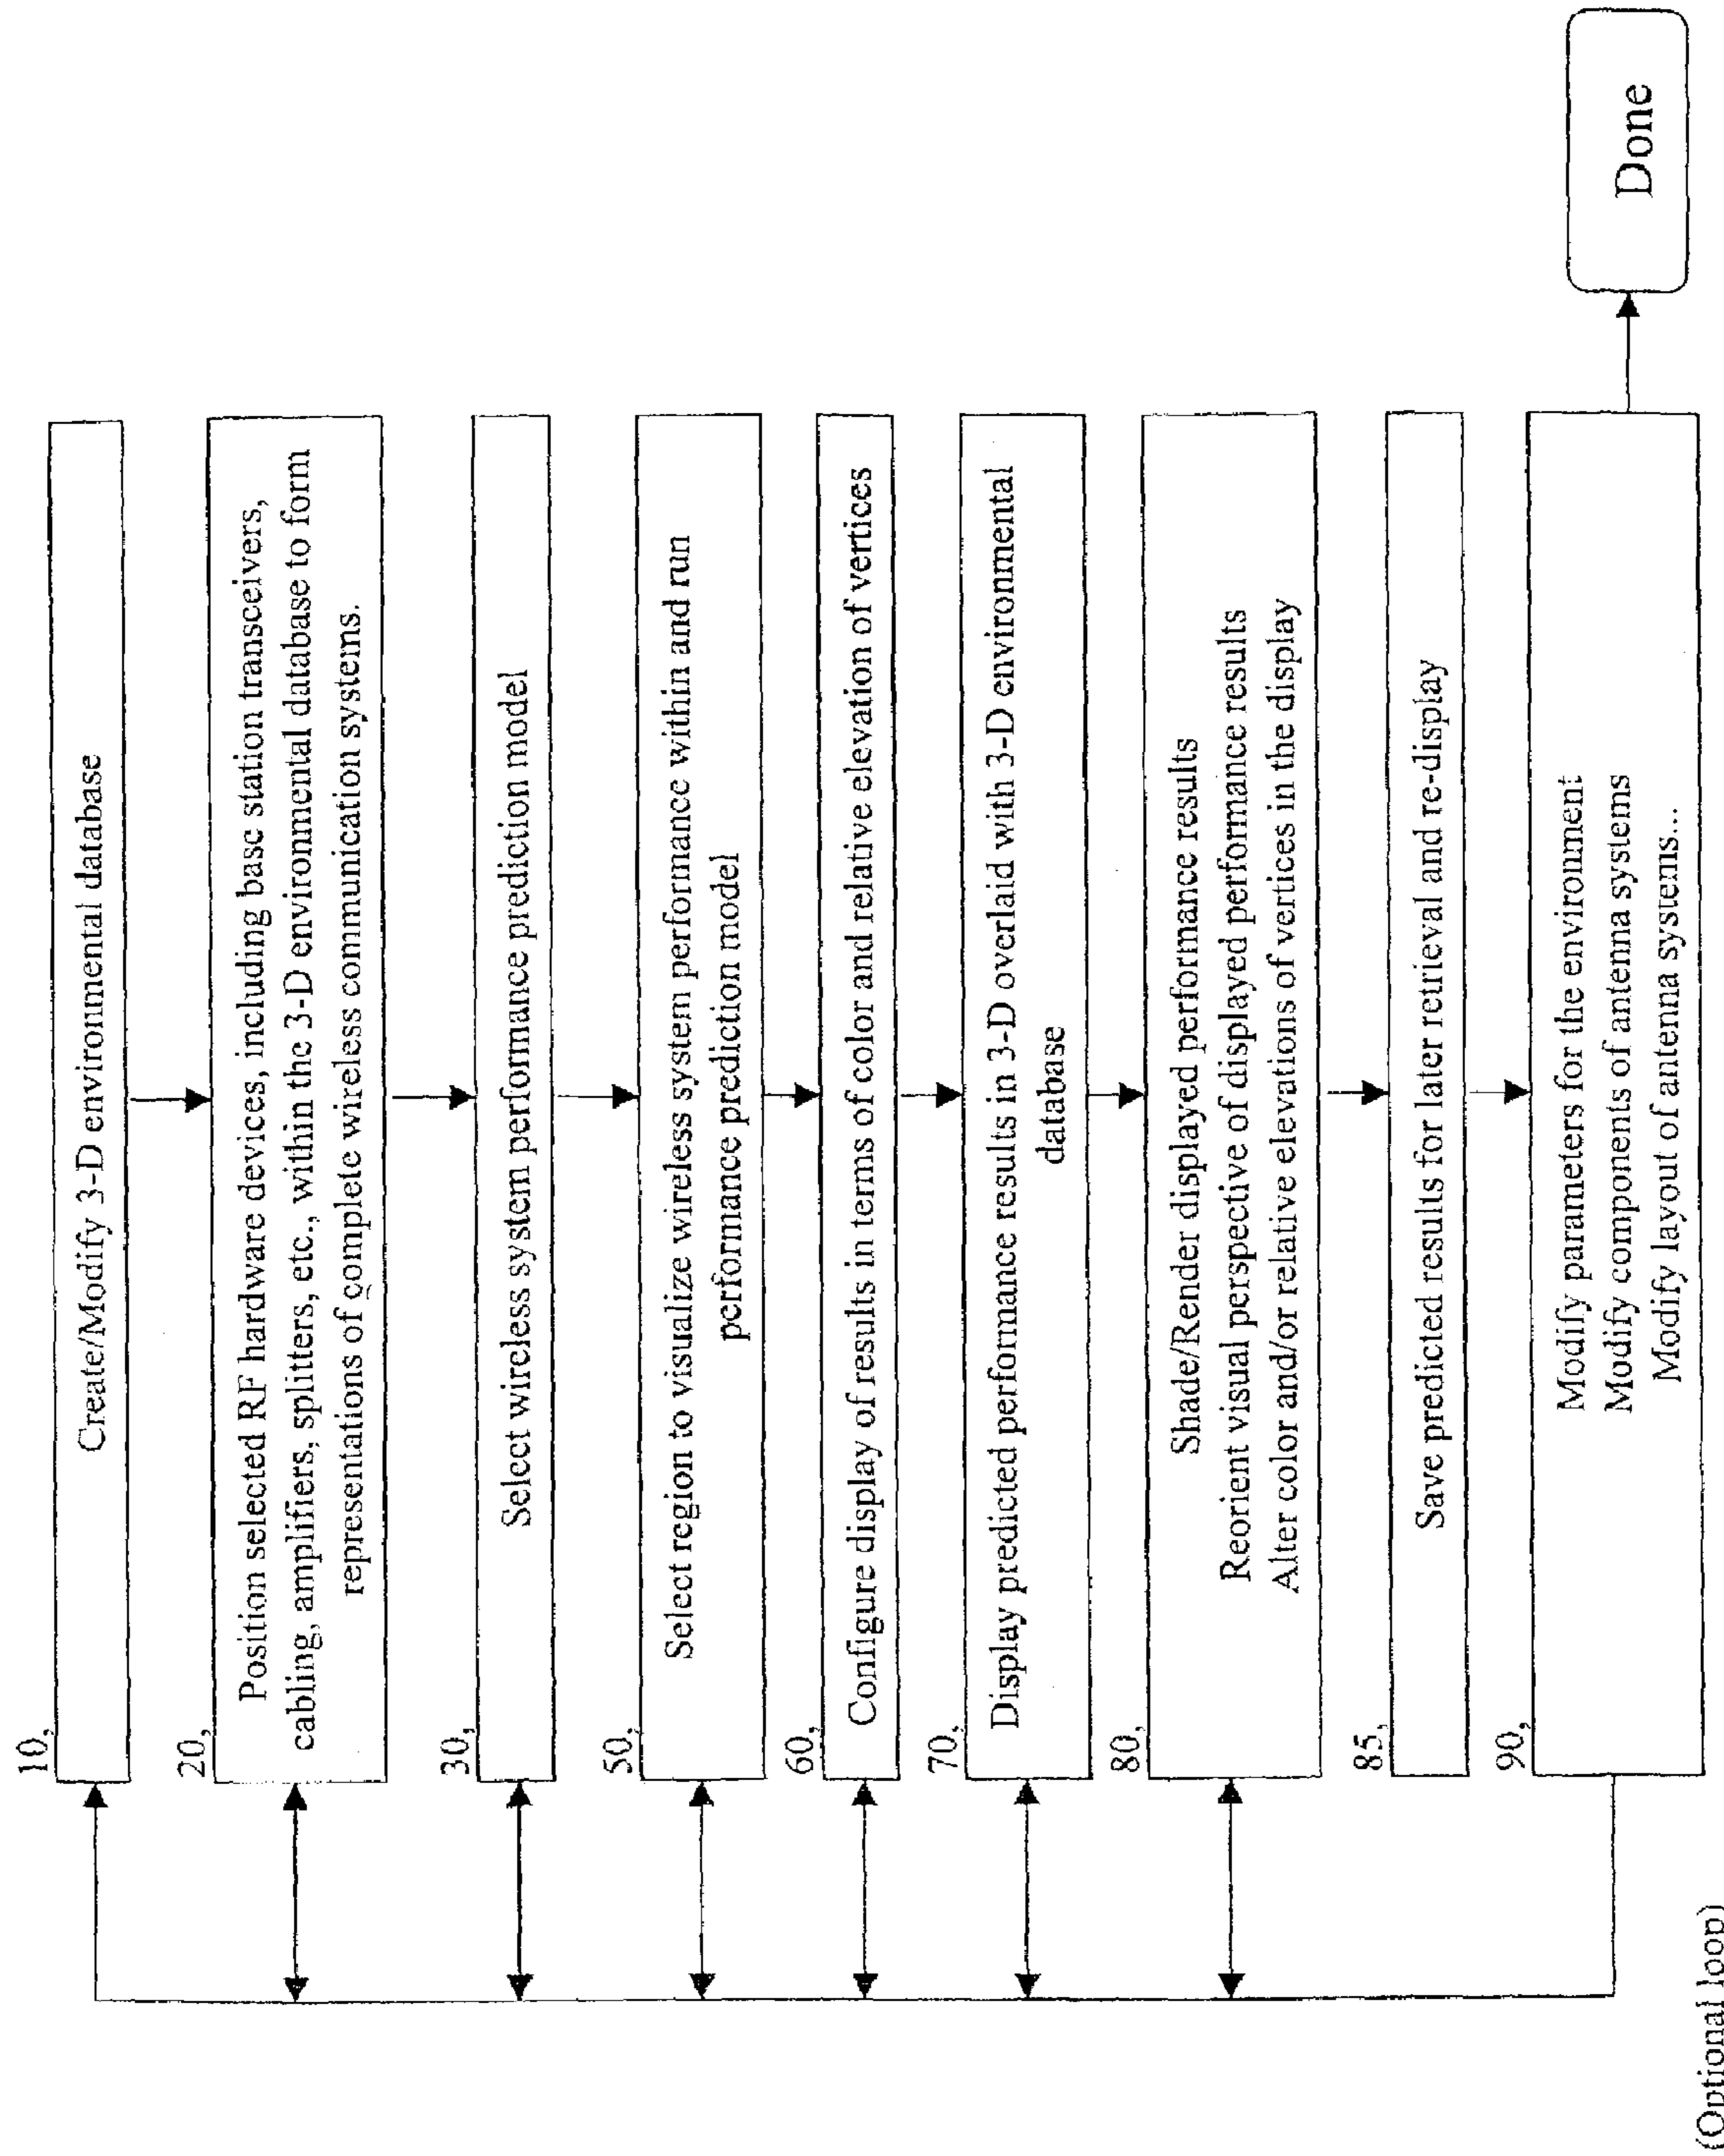 10,
Create/Modify 3-D environmental database
20,
Position selected RF hardware devices, including base station transceivers,
cabling, amplifiers, splitters, etc., within the 3-D environmental database to form
representations of complete wireless communication systems.
30,
Select wireless system performance prediction model
50,
Select region to visualize wireless system performance within and run
performance prediction model
60,
Configure display of results in terms of color and relative elevation of vertices
70,
Display predicted performance results in 3-D overlaid with 3-D environmental
database
80,
Shade/Render displayed performance results
Reorient visual perspective of displayed performance results
Alter color and/or relative elevations of vertices in the display
85,
Save predicted results for later retrieval and re-display
90,
Modify parameters for the environment
Modify components of antenna systems
Modify layout of antenna systems...
Done
(Optional loop)